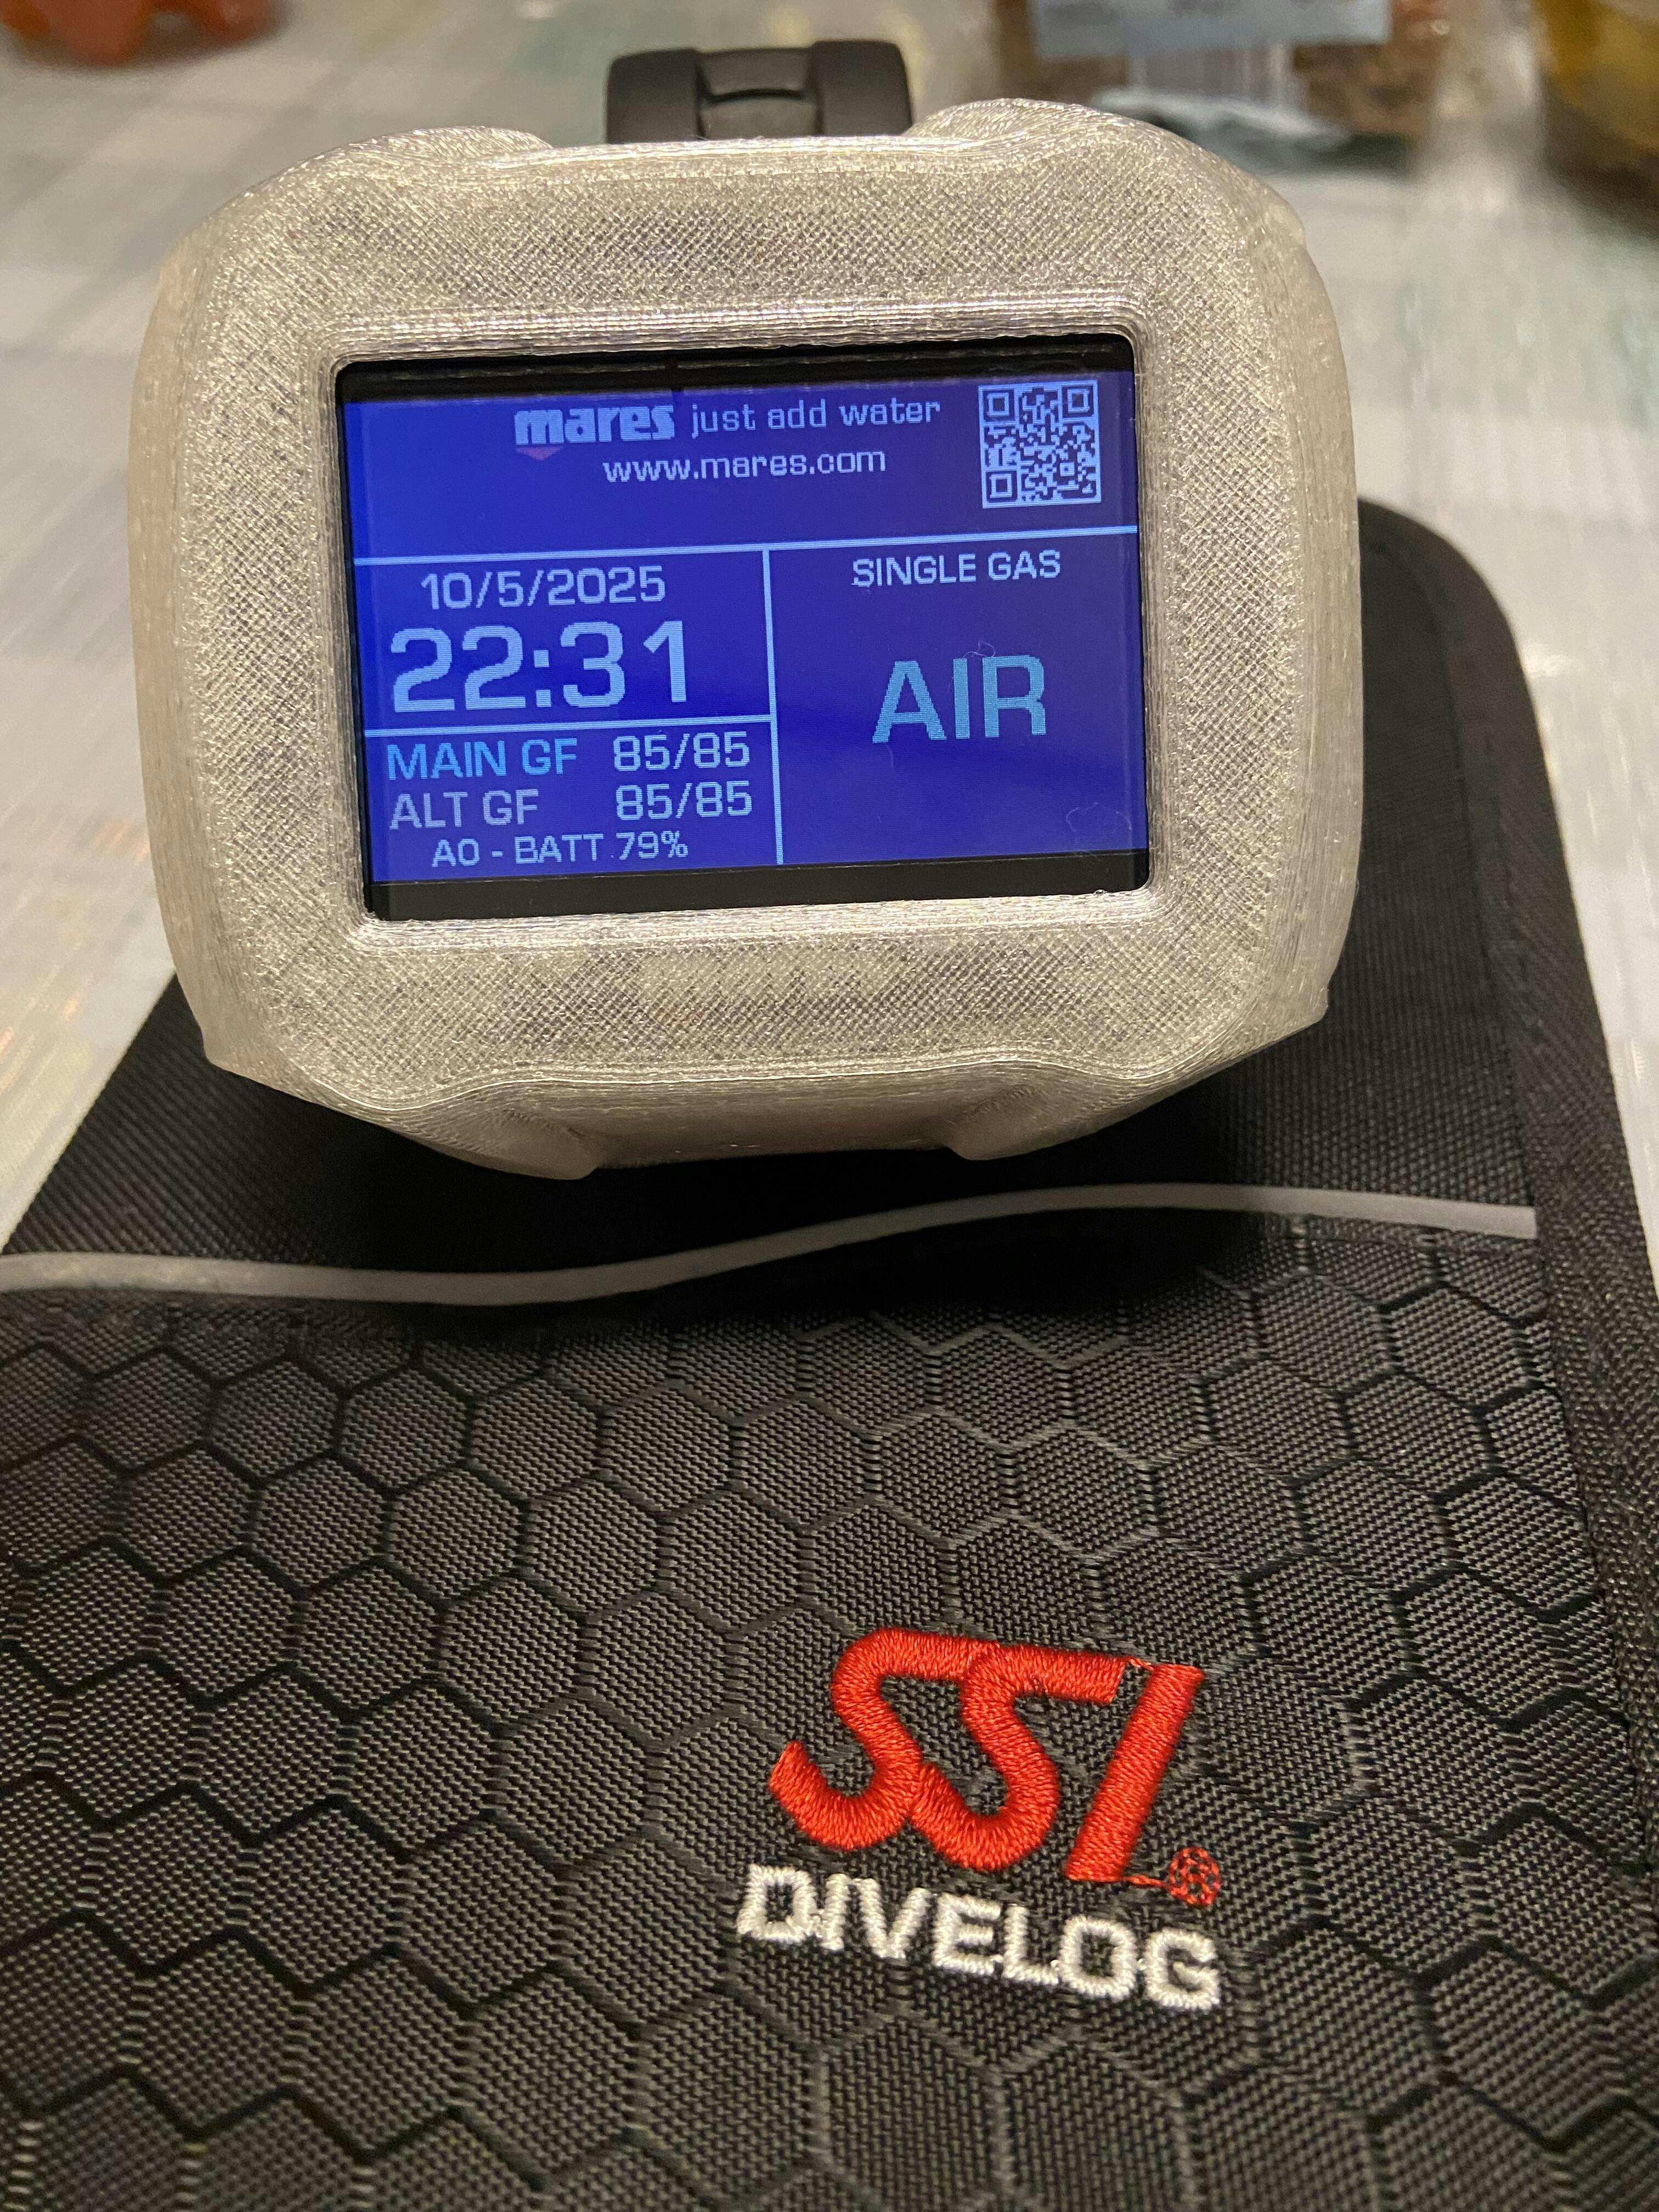 mares just add water
www.mares.com
10/5/2025
22:31
MAIN GF 85/85
ALT GF 85/85
A0 - BATT 79%
SINGLE GAS
AIR
SSI®
DIVELOG